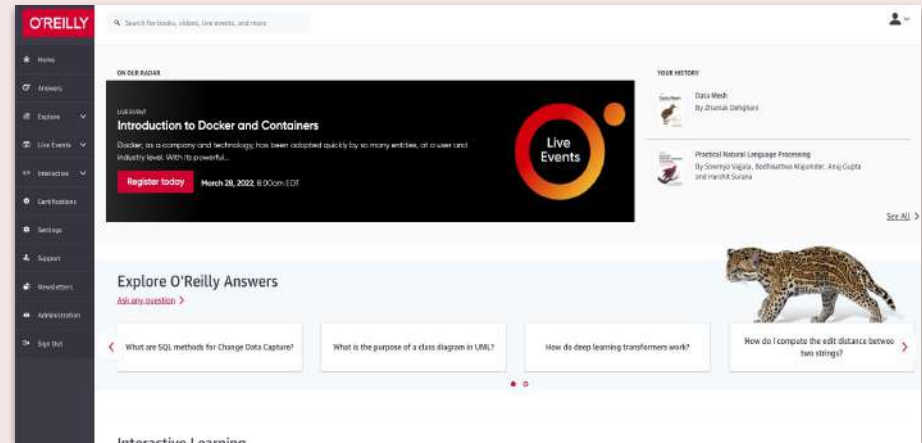 O'REILLY
Search for books, videos, live events, and more
Home
Answers
Explore
Live Events
Interactive
Certifications
Settings
Support
Newsletters
Administration
Sign Out
ON OUR RADAR
LIVE EVENT
Introduction to Docker and Containers
Docker, as a company and technology, has been adopted quickly by so many entities, at a user and
industry level. With its powerful...
Register today March 28, 2022, 8:00am EDT
Live
Events
YOUR HISTORY
Data Mesh
By Zhamak Dehghani
Practical Natural Language Processing
By Sowmya Vajjala, Bodhisattwa Majumder, Anuj Gupta
and Harshit Surana
See All
Explore O'Reilly Answers
Ask any question
What are SQL methods for Change Data Capture?
What is the purpose of a class diagram in UML?
How do deep learning transformers work?
How do I compute the edit distance betwee
two strings?
Interactive Learning